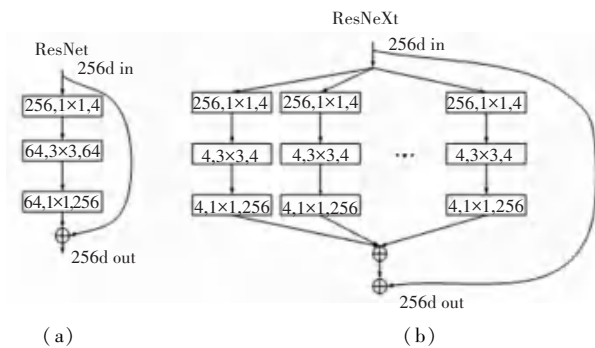 ResNet
256d in
256,1×1,4
64,3×3,64
64,1×1,256
256d out
(a)
ResNeXt
256d in
256,1×1,4 256,1×1,4 256,1×1,4
4,3×3,4 4,3×3,4 ... 4,3×3,4
4,1×1,256 4,1×1,256 4,1×1,256
256d out
(b)